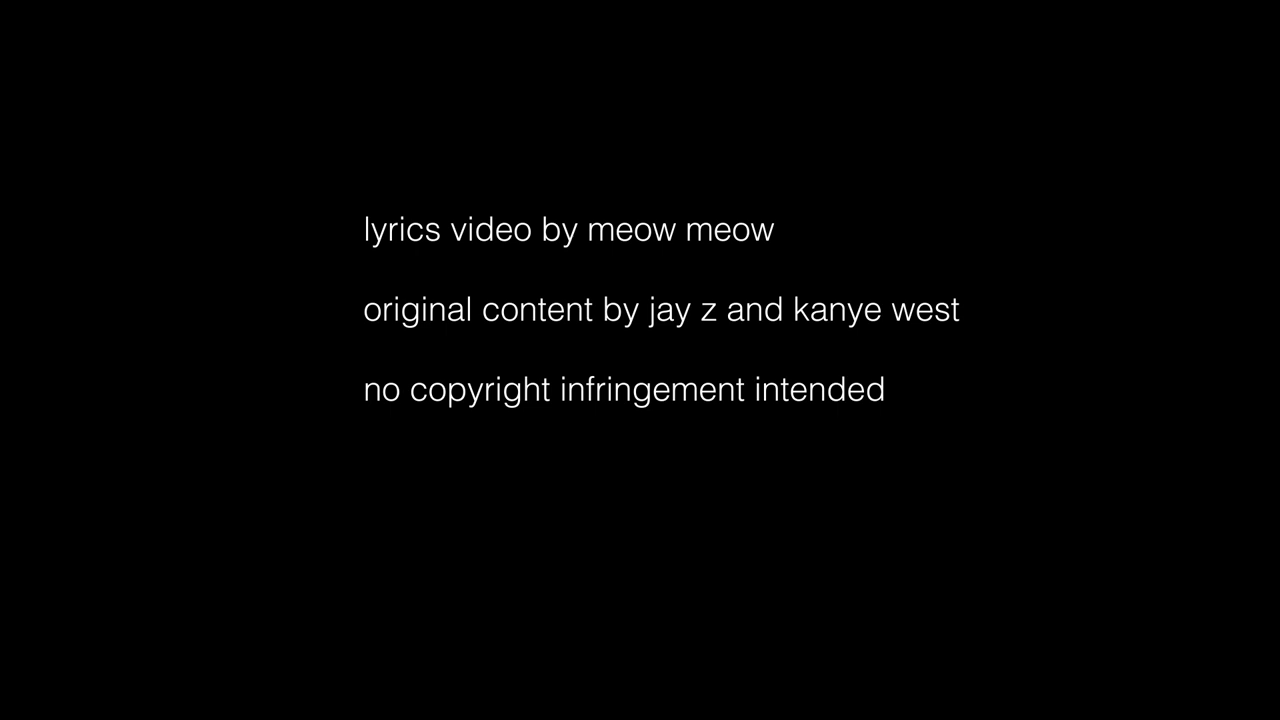 lyrics video by meow meow
original content by jay z and kanye west
no copyright infringement intended